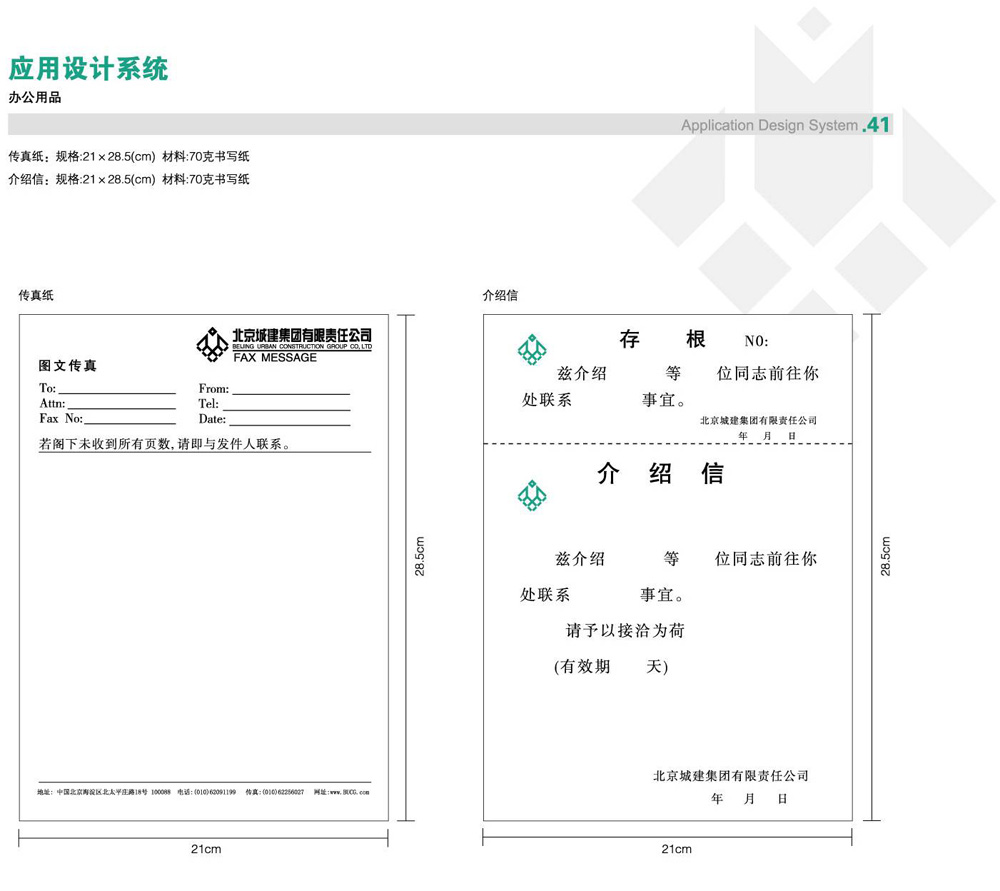 应用设计系统
办公用品
Application Design System .41
传真纸：规格:21×28.5(cm) 材料:70克书写纸
介绍信：规格:21×28.5(cm) 材料:70克书写纸
传真纸
北京城建集团有限责任公司
BEIJING URBAN CONSTRUCTION GROUP CO,LTD
FAX MESSAGE
图文传真
To: From:
Attn: Tel:
Fax No: Date:
若阁下未收到所有页数,请即与发件人联系。
地址: 中国北京海淀区北太平庄路18号 100088 电话:(010)62091199 传真:(010)62256027 网址:www.BUCG.com
28.5cm
21cm
介绍信
存 根 N0:
兹介绍 等 位同志前往你
处联系 事宜。
北京城建集团有限责任公司
年 月 日
介 绍 信
兹介绍 等 位同志前往你
处联系 事宜。
请予以接洽为荷
(有效期 天)
北京城建集团有限责任公司
年 月 日
28.5cm
21cm